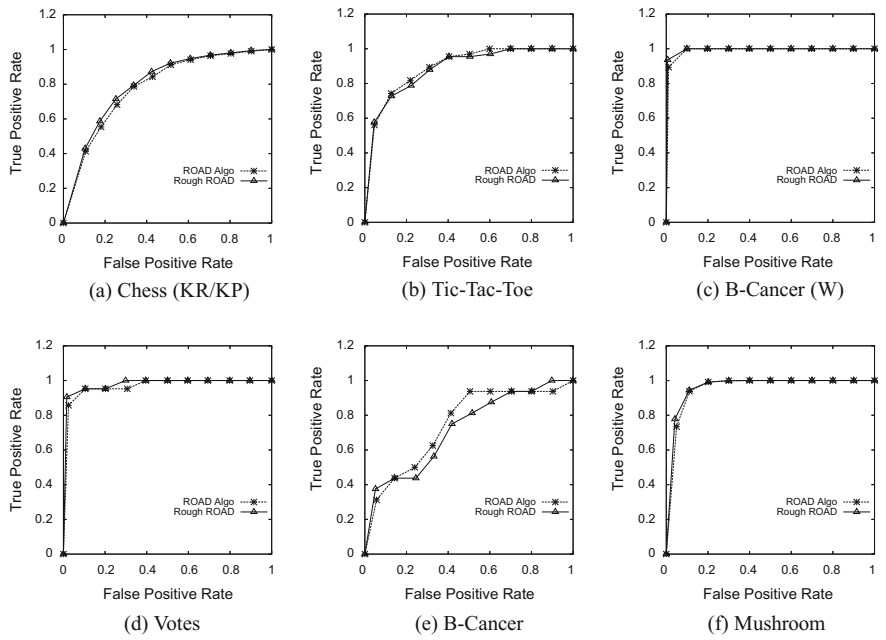 1.2
1
0.8
0.6
0.4
0.2
0
True Positive Rate
ROAD Algo
Rough ROAD
0 0.2 0.4 0.6 0.8 1
False Positive Rate
(a) Chess (KR/KP)
1.2
1
0.8
0.6
0.4
0.2
0
True Positive Rate
ROAD Algo
Rough ROAD
0 0.2 0.4 0.6 0.8 1
False Positive Rate
(b) Tic-Tac-Toe
1.2
1
0.8
0.6
0.4
0.2
0
True Positive Rate
ROAD Algo
Rough ROAD
0 0.2 0.4 0.6 0.8 1
False Positive Rate
(c) B-Cancer (W)
1.2
1
0.8
0.6
0.4
0.2
0
True Positive Rate
ROAD Algo
Rough ROAD
0 0.2 0.4 0.6 0.8 1
False Positive Rate
(d) Votes
1.2
1
0.8
0.6
0.4
0.2
0
True Positive Rate
ROAD Algo
Rough ROAD
0 0.2 0.4 0.6 0.8 1
False Positive Rate
(e) B-Cancer
1.2
1
0.8
0.6
0.4
0.2
0
True Positive Rate
ROAD Algo
Rough ROAD
0 0.2 0.4 0.6 0.8 1
False Positive Rate
(f) Mushroom